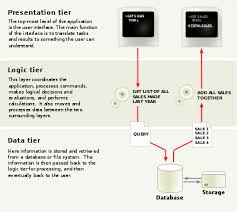 Presentation tier
The top-most level of the application
is the user interface. The main function
of the interface is to translate tasks
and results to something the user can
understand.
>GET SALES
TOTAL
>GET SALES
TOTAL
4 TOTAL SALES
Logic tier
This layer coordinates the
application, processes commands,
makes logical decisions and
evaluations, and performs
calculations. It also moves and
processes data between the two
surrounding layers.
GET LIST OF ALL
SALES MADE
LAST YEAR
ADD ALL SALES
TOGETHER
QUERY
SALE 1
SALE 2
SALE 3
SALE 4
Data tier
Here information is stored and retrieved
from a database or file system. The
information is then passed back to the
logic tier for processing, and then
eventually back to the user.
Database
Storage